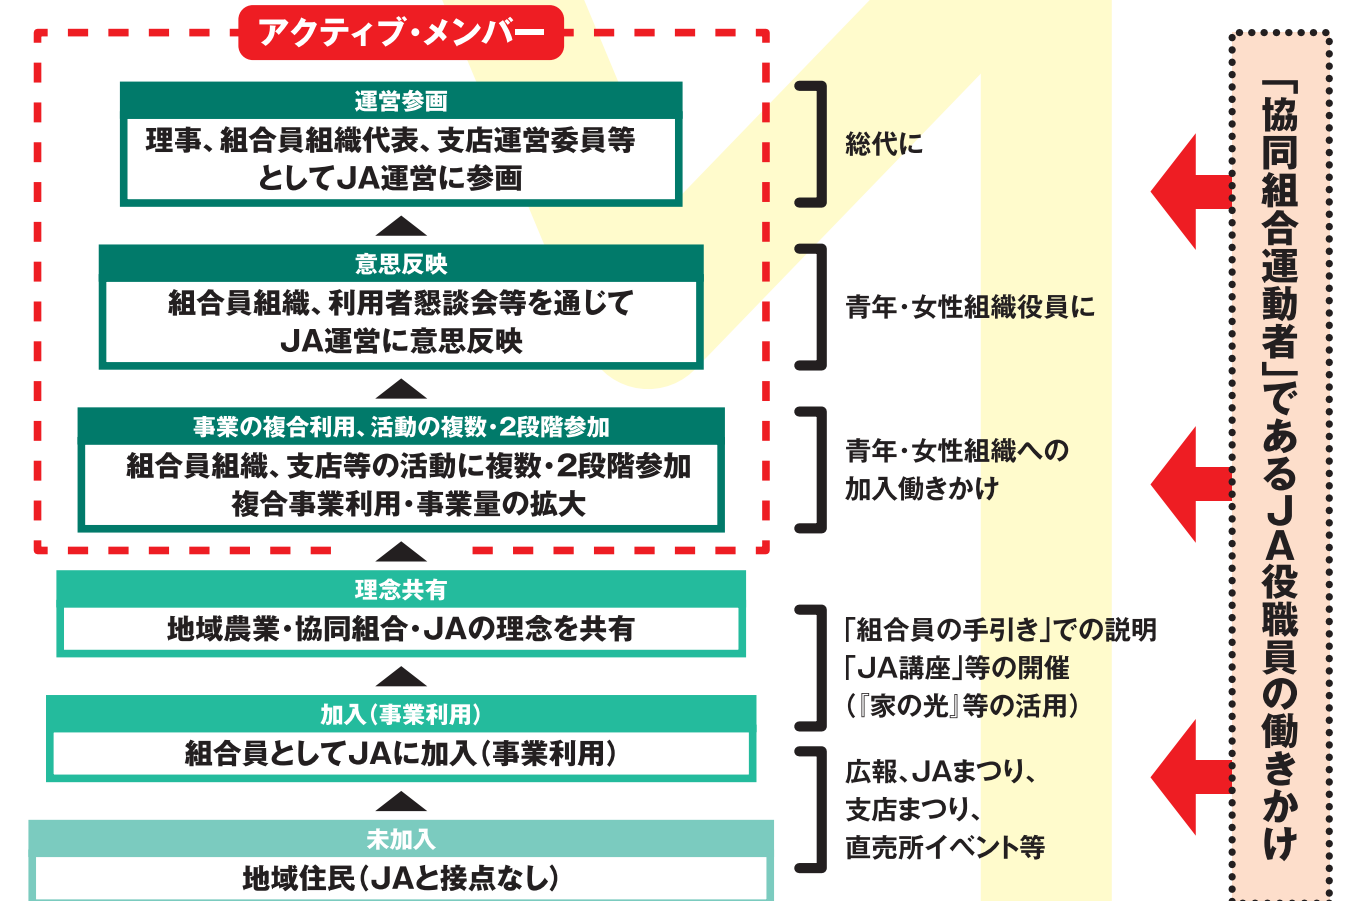 アクティブ・メンバー
運営参画
理事、組合員組織代表、支店運営委員等
としてJA運営に参画
総代に
意思反映
組合員組織、利用者懇談会等を通じて
JA運営に意思反映
青年・女性組織役員に
事業の複合利用、活動の複数・2段階参加
組合員組織、支店等の活動に複数・2段階参加
複合事業利用・事業量の拡大
青年・女性組織への
加入働きかけ
理念共有
地域農業・協同組合・JAの理念を共有
「組合員の手引き」での説明
「JA講座」等の開催
（『家の光』等の活用）
加入（事業利用）
組合員としてJAに加入（事業利用）
広報、JAまつり、
支店まつり、
直売所イベント等
未加入
地域住民（JAと接点なし）
「協同組合運動者」であるJA役職員の働きかけ